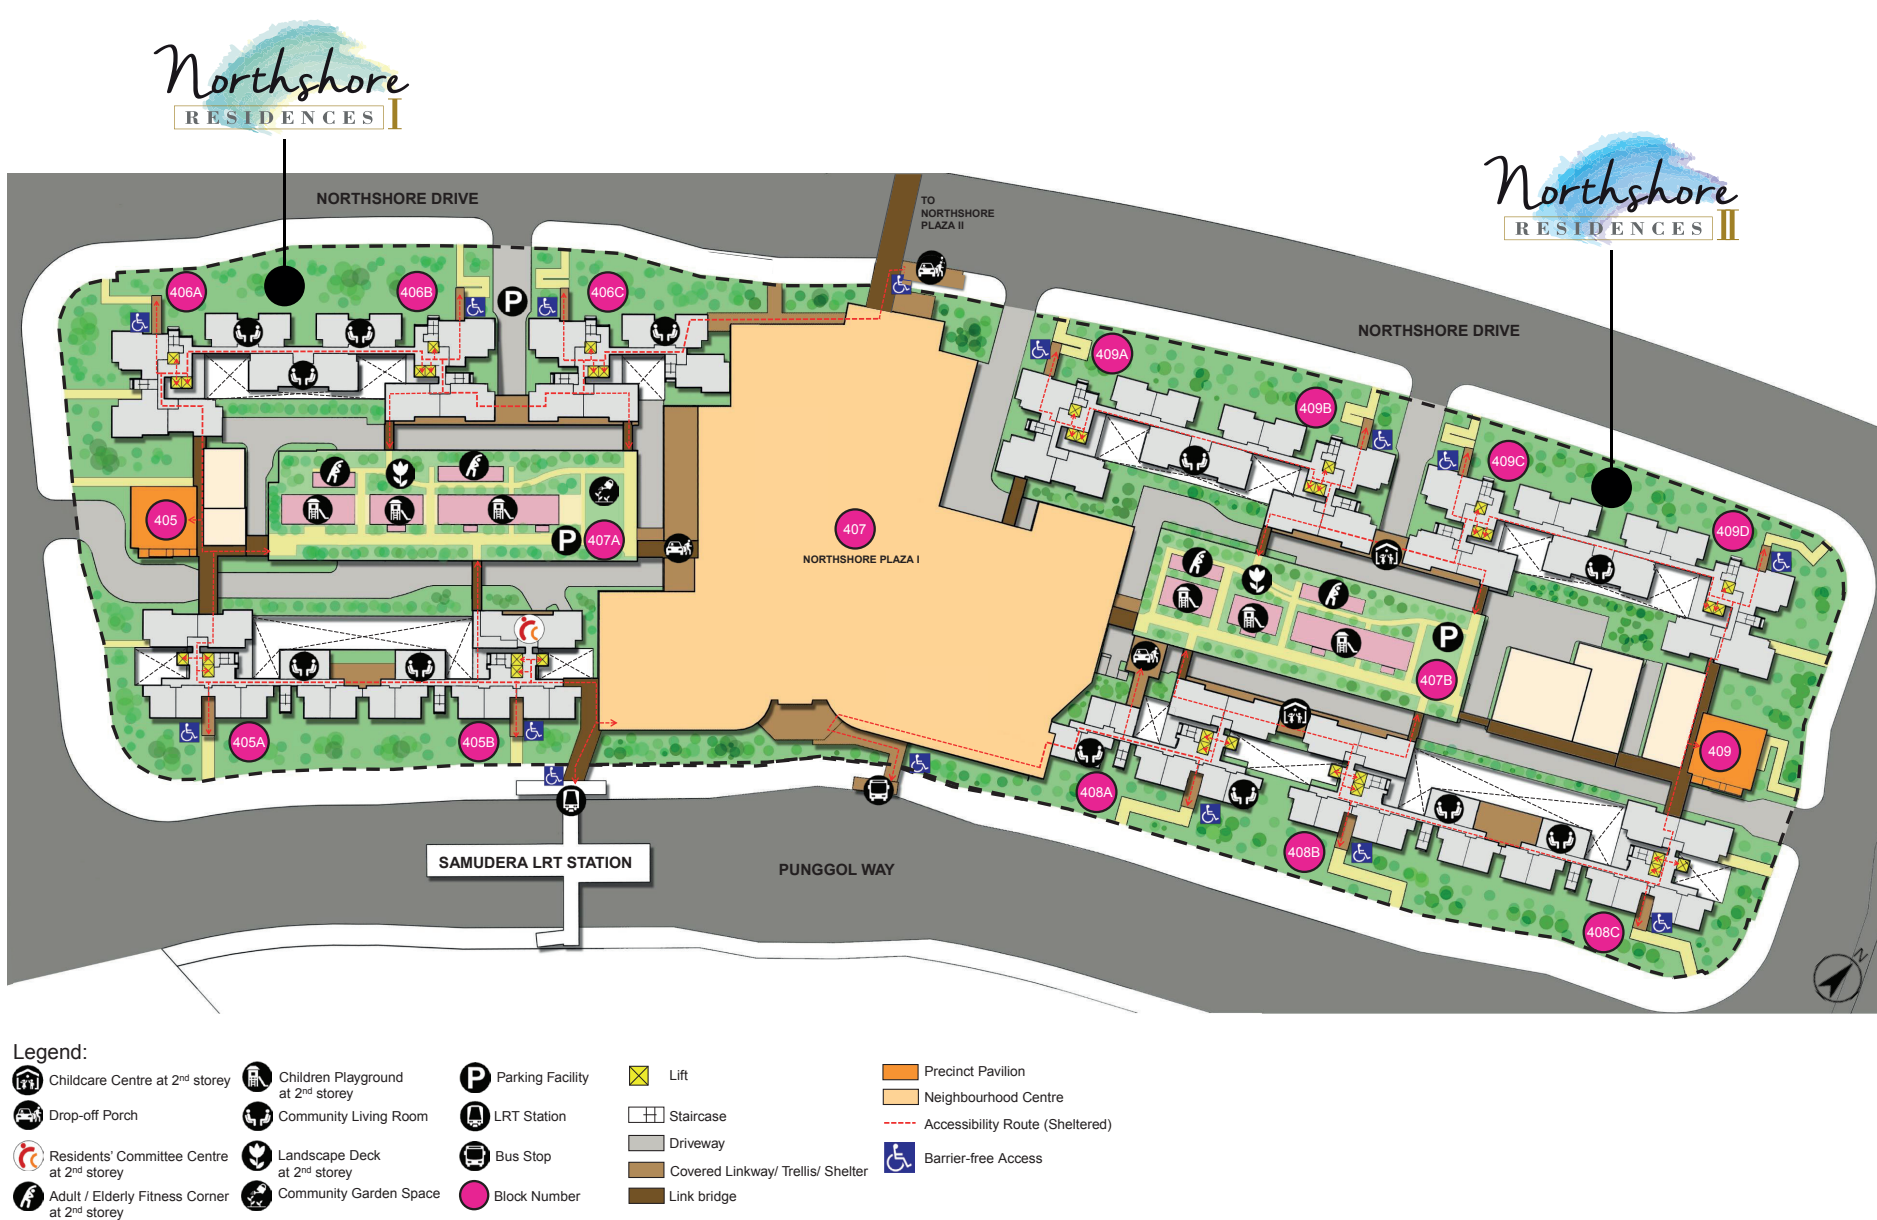 Northshore
RESIDENCES I
Northshore
RESIDENCES II
NORTHSHORE DRIVE
TO
NORTHSHORE
PLAZA II
NORTHSHORE DRIVE
406A
406B
406C
P
409A
409B
409C
409D
405
407A
P
407
NORTHSHORE PLAZA I
P
407B
405A
405B
408A
408B
408C
409
SAMUDERA LRT STATION
PUNGGOL WAY
N
Legend:
Childcare Centre at 2nd storey
Drop-off Porch
Residents' Committee Centre
at 2nd storey
Adult / Elderly Fitness Corner
at 2nd storey
Children Playground
at 2nd storey
Community Living Room
Landscape Deck
at 2nd storey
Community Garden Space
P Parking Facility
LRT Station
Bus Stop
Block Number
Lift
Staircase
Driveway
Covered Linkway/ Trellis/ Shelter
Link bridge
Precinct Pavilion
Neighbourhood Centre
Accessibility Route (Sheltered)
Barrier-free Access